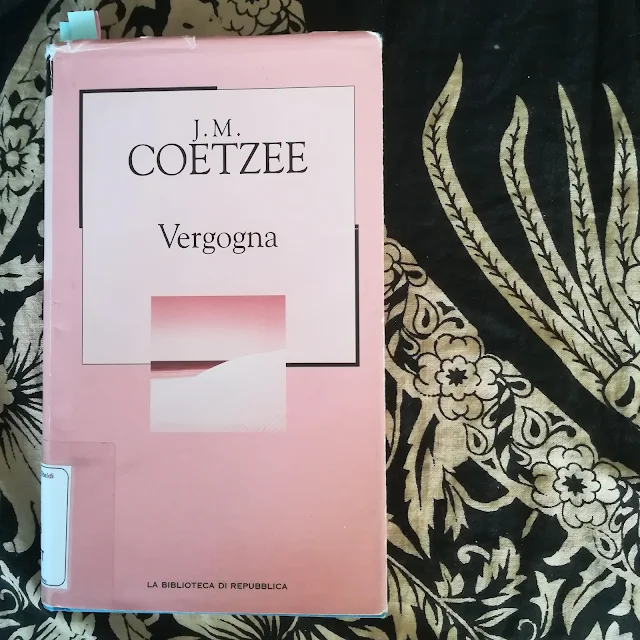 J.M.
COETZEE
Vergogna
LA BIBLIOTECA DI REPUBBLICA